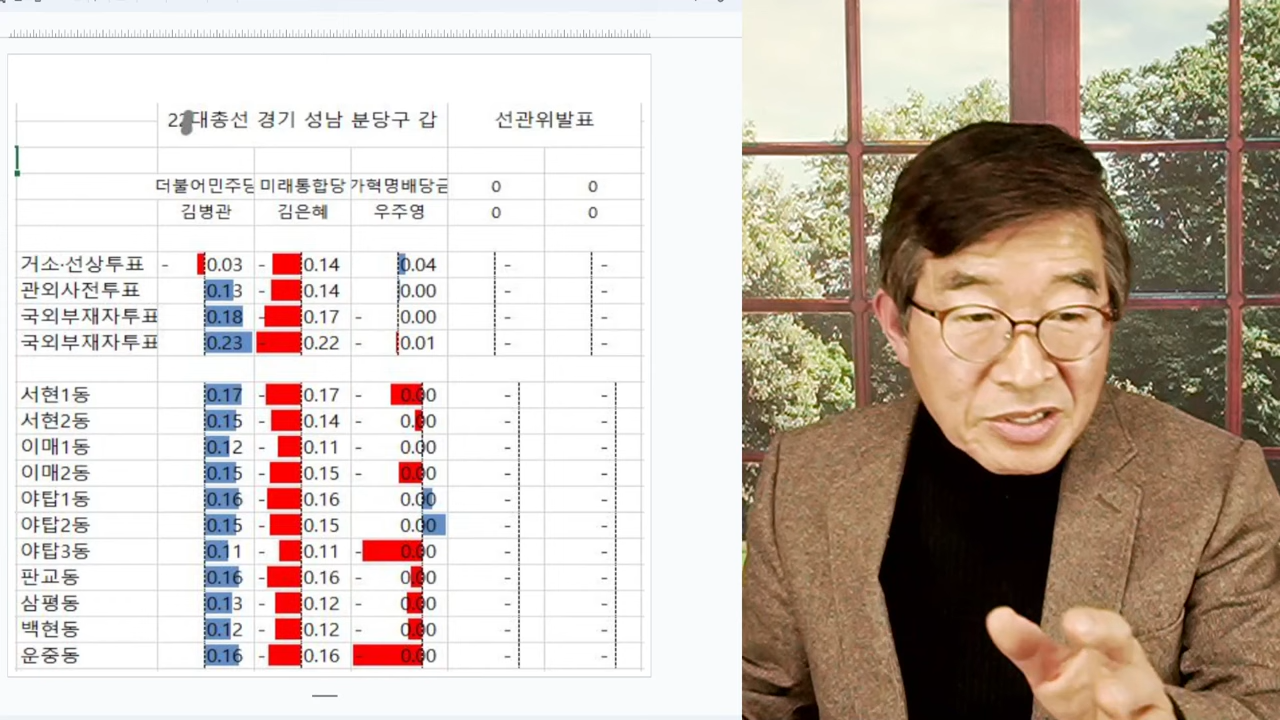 22대총선 경기 성남 분당구 갑 선관위발표
더불어민주당 미래통합당 가혁명배당금 0 0
김병관 김은혜 우주영 0 0
거소·선상투표 - 0.03 - 0.14 0.04 - -
관외사전투표 0.13 - 0.14 0.00 - -
국외부재자투표 0.18 - 0.17 - 0.00 - -
국외부재자투표 0.23 - 0.22 - 0.01 - -
서현1동 0.17 - 0.17 - 0.00 - -
서현2동 0.15 - 0.14 - 0.00 - -
이매1동 0.12 - 0.11 - 0.00 - -
이매2동 0.15 - 0.15 - 0.00 - -
야탑1동 0.16 - 0.16 0.00 - -
야탑2동 0.15 - 0.15 0.00 - -
야탑3동 0.11 - 0.11 - 0.00 - -
판교동 0.16 - 0.16 - 0.00 - -
삼평동 0.13 - 0.12 - 0.00 - -
백현동 0.12 - 0.12 - 0.00 - -
운중동 0.16 - 0.16 - 0.00 - -